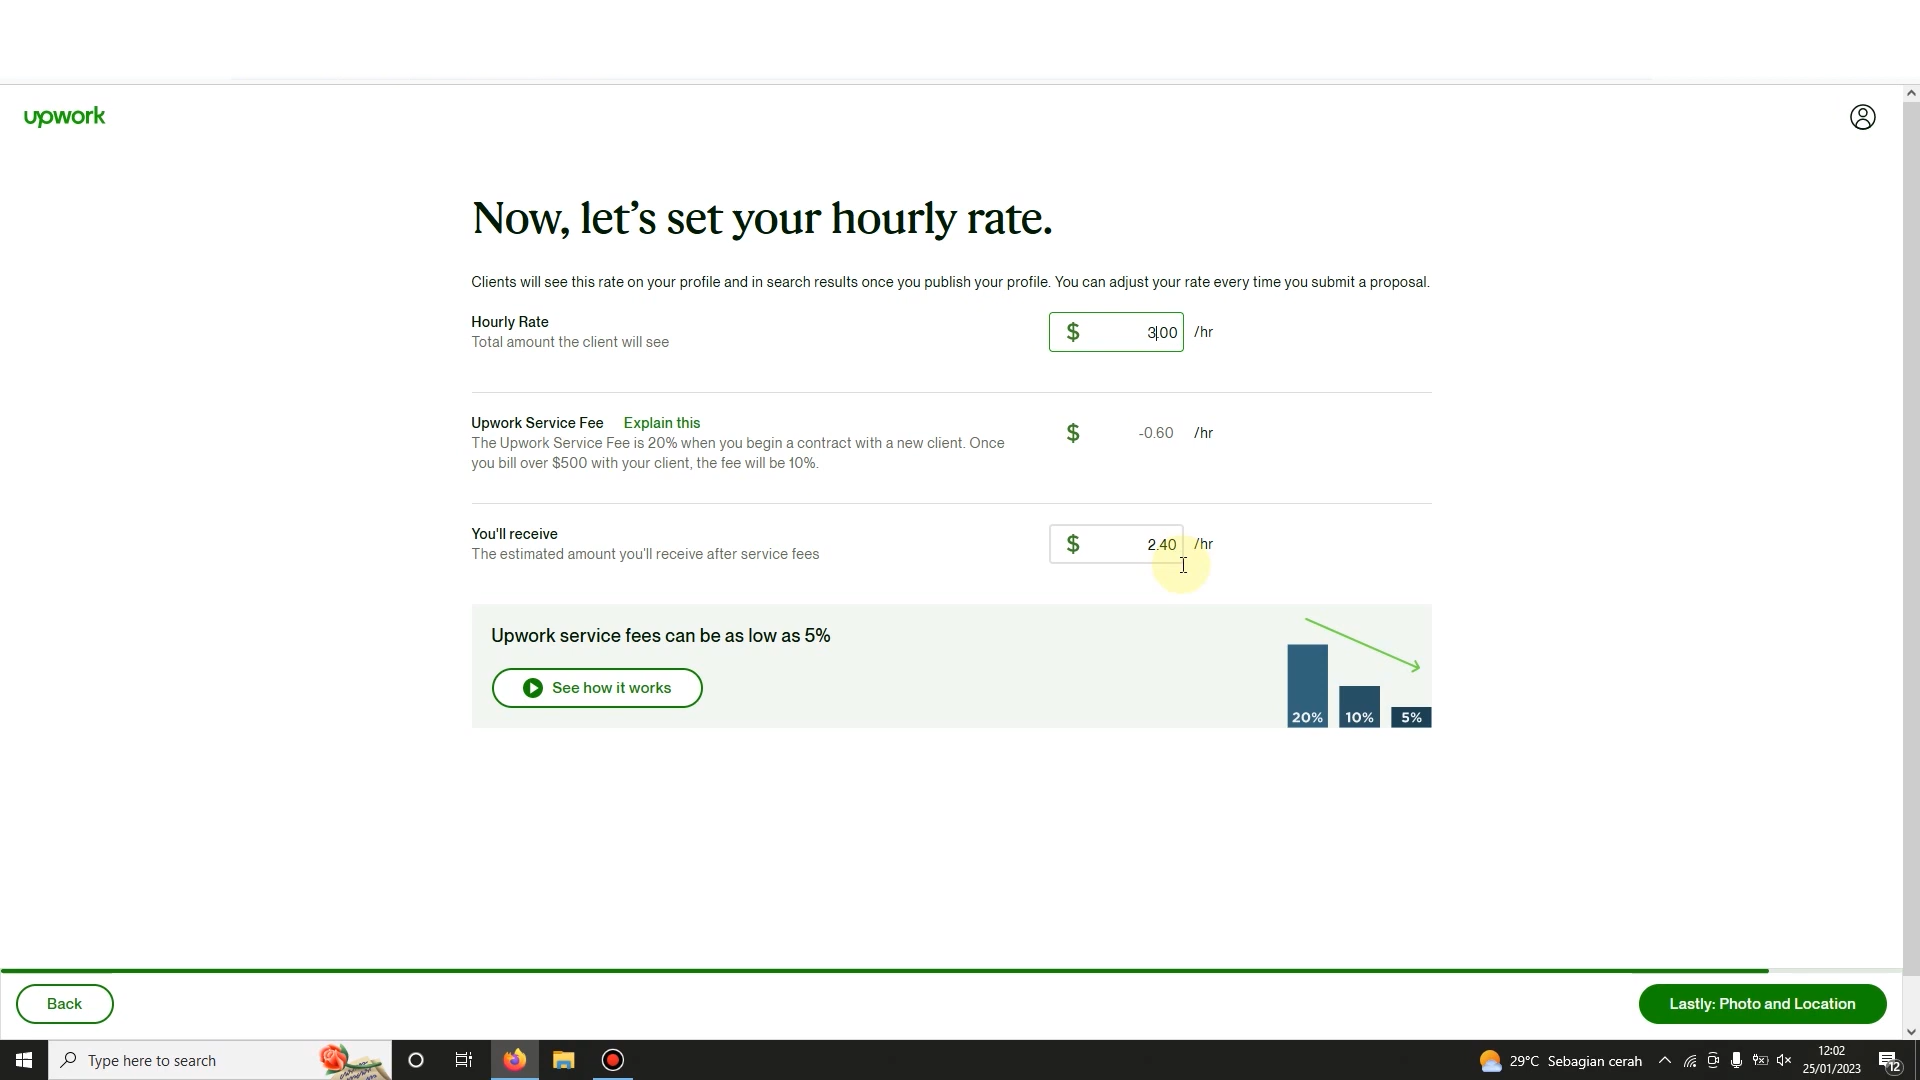 upwork
Now, let’s set your hourly rate.
Clients will see this rate on your profile and in search results once you publish your profile. You can adjust your rate every time you submit a proposal.
Hourly Rate
Total amount the client will see
$ 3.00 /hr
Upwork Service Fee Explain this
The Upwork Service Fee is 20% when you begin a contract with a new client. Once
you bill over $500 with your client, the fee will be 10%.
$ -0.60 /hr
You'll receive
The estimated amount you'll receive after service fees
$ 2.40 /hr
Upwork service fees can be as low as 5%
See how it works
20% 10% 5%
Back
Lastly: Photo and Location
Type here to search
29°C Sebagian cerah
12:02
25/01/2023
12